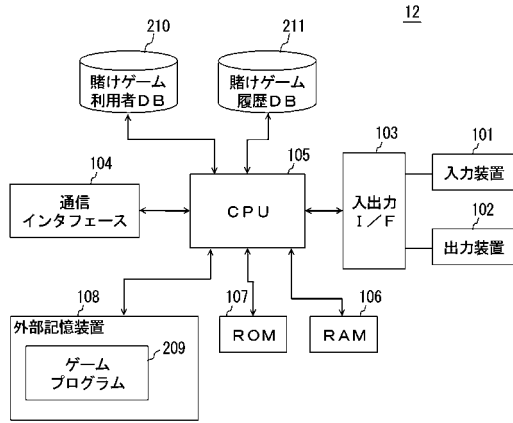 12
210
211
賭けゲーム
利用者DB
賭けゲーム
履歴DB
104
105
103
101
通信
インタフェース
CPU
入出力
I/F
入力装置
102
出力装置
108
107
106
外部記憶装置
209
ROM
RAM
ゲーム
プログラム